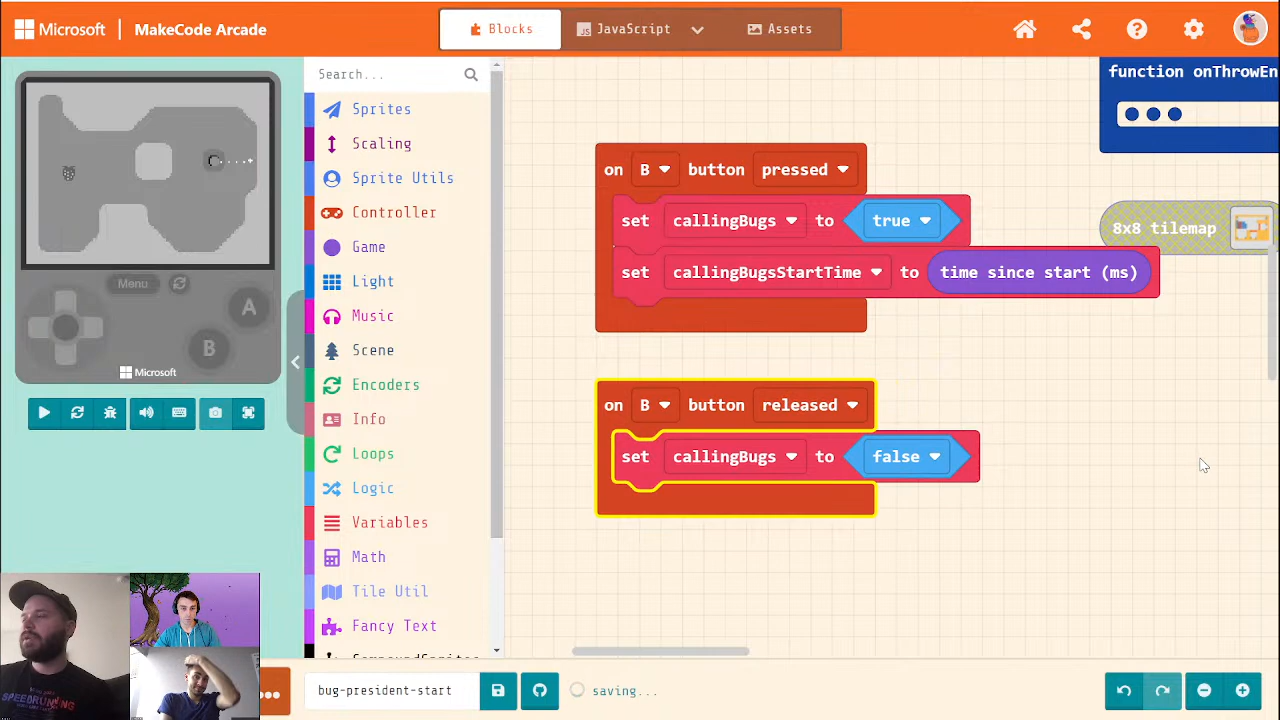 Microsoft
MakeCode Arcade
Blocks
JavaScript
Assets
Menu
A
B
Microsoft
Search...
Sprites
Scaling
Sprite Utils
Controller
Game
Light
Music
Scene
Encoders
Info
Loops
Logic
Variables
Math
Tile Util
Fancy Text
function onThrowEn
8x8 tilemap
on B button pressed
set callingBugs to true
set callingBugsStartTime to time since start (ms)
on B button released
set callingBugs to false
bug-president-start
saving...